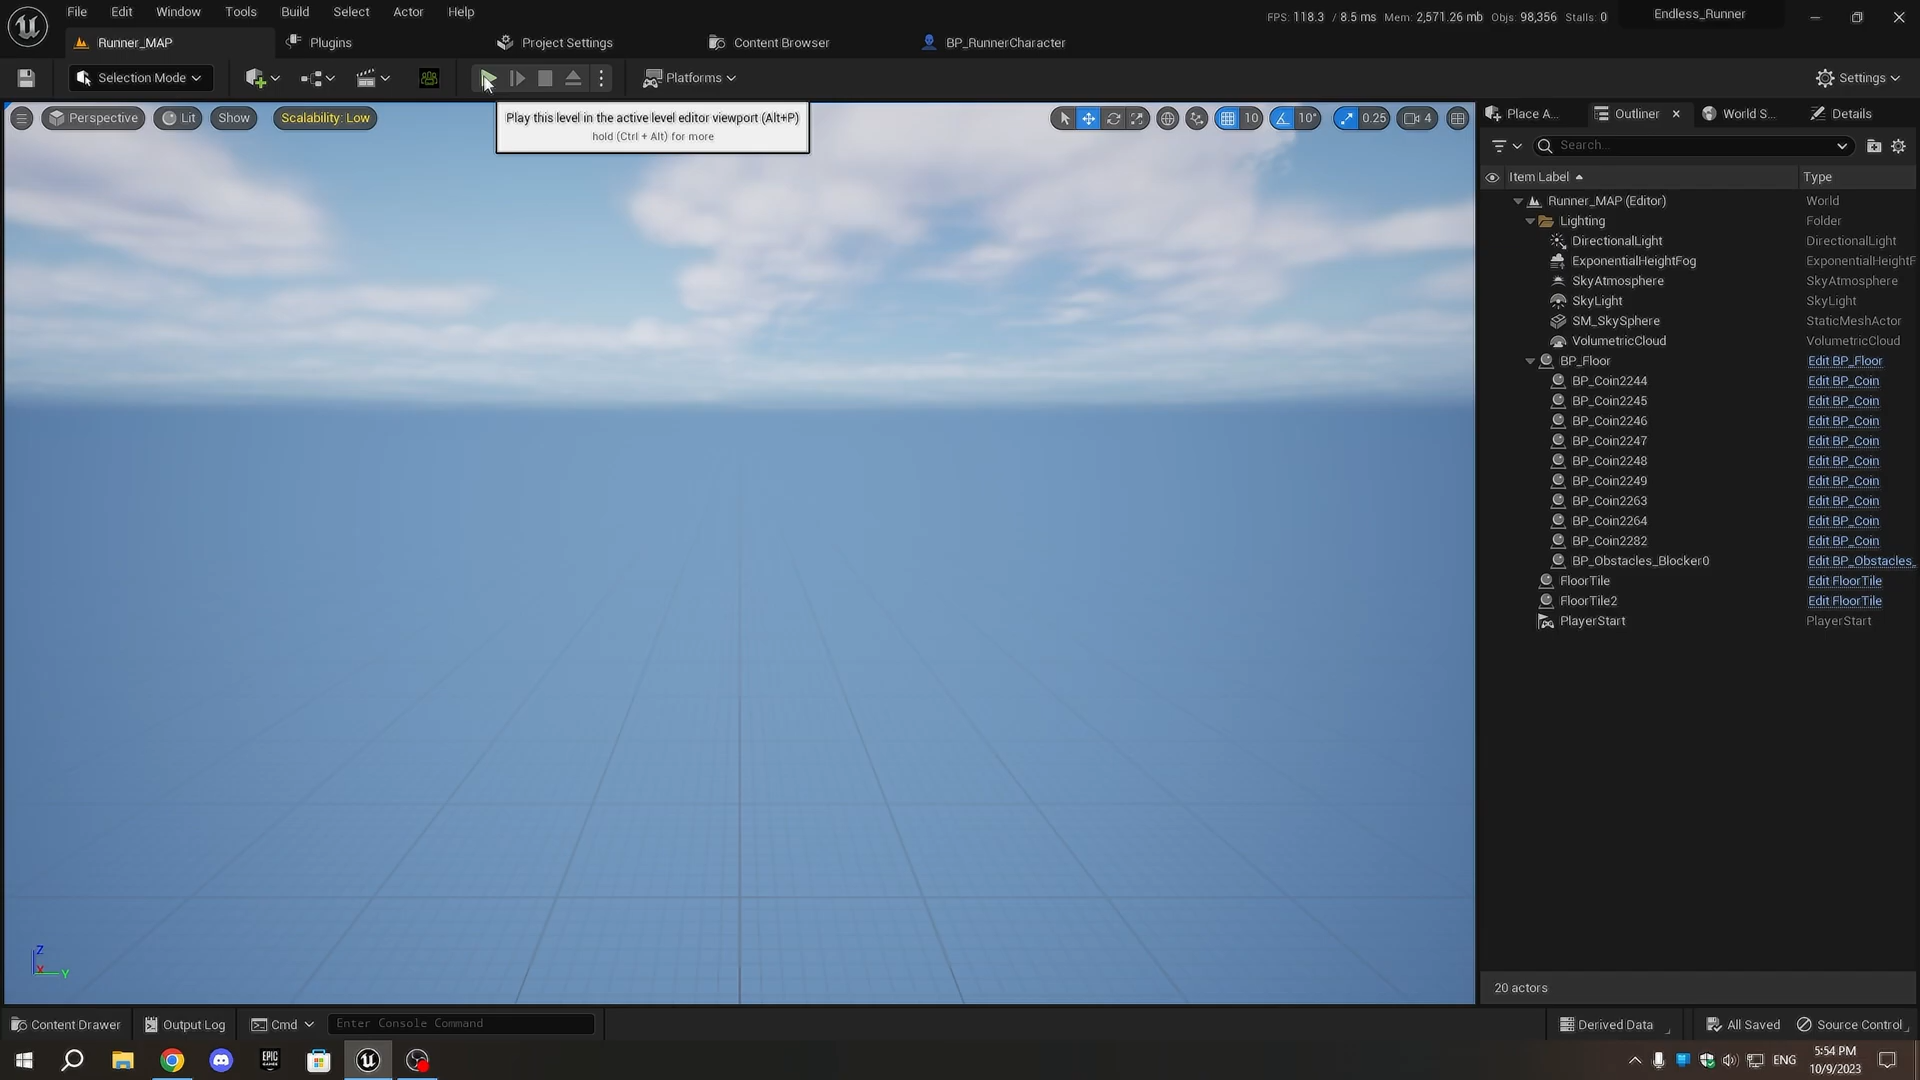 File Edit Window Tools Build Select Actor Help
FPS: 118.3 / 8.5 ms Mem: 2,571.26 mb Objs: 98,356 Stalls: 0
Endless_Runner
Runner_MAP
Plugins
Project Settings
Content Browser
BP_RunnerCharacter
Selection Mode
Platforms
Settings
Perspective
Lit
Show
Scalability: Low
Play this level in the active level editor viewport (Alt+P)
hold (Ctrl + Alt) for more
10
10°
0.25
4
Place A...
Outliner
World S...
Details
Search...
Item Label
Type
Runner_MAP (Editor) World
Lighting Folder
DirectionalLight DirectionalLight
ExponentialHeightFog ExponentialHeightF
SkyAtmosphere SkyAtmosphere
SkyLight SkyLight
SM_SkySphere StaticMeshActor
VolumetricCloud VolumetricCloud
BP_Floor Edit BP_Floor
BP_Coin2244 Edit BP_Coin
BP_Coin2245 Edit BP_Coin
BP_Coin2246 Edit BP_Coin
BP_Coin2247 Edit BP_Coin
BP_Coin2248 Edit BP_Coin
BP_Coin2249 Edit BP_Coin
BP_Coin2263 Edit BP_Coin
BP_Coin2264 Edit BP_Coin
BP_Coin2282 Edit BP_Coin
BP_Obstacles_Blocker0 Edit BP_Obstacles_
FloorTile Edit FloorTile
FloorTile2 Edit FloorTile
PlayerStart PlayerStart
Z
X
Y
20 actors
Content Drawer
Output Log
Cmd
Enter Console Command
Derived Data
All Saved
Source Control
EPIC GAMES
ENG
5:54 PM
10/9/2023